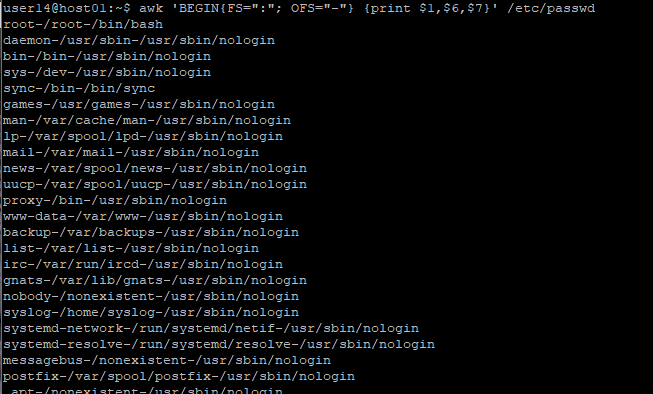 user14@host01:~$ awk 'BEGIN{FS=":"; OFS="-"} {print $1,$6,$7}' /etc/passwd
root-/root-/bin/bash
daemon-/usr/sbin-/usr/sbin/nologin
bin-/bin-/usr/sbin/nologin
sys-/dev-/usr/sbin/nologin
sync-/bin-/bin/sync
games-/usr/games-/usr/sbin/nologin
man-/var/cache/man-/usr/sbin/nologin
lp-/var/spool/lpd-/usr/sbin/nologin
mail-/var/mail-/usr/sbin/nologin
news-/var/spool/news-/usr/sbin/nologin
uucp-/var/spool/uucp-/usr/sbin/nologin
proxy-/bin-/usr/sbin/nologin
www-data-/var/www-/usr/sbin/nologin
backup-/var/backups-/usr/sbin/nologin
list-/var/list-/usr/sbin/nologin
irc-/var/run/ircd-/usr/sbin/nologin
gnats-/var/lib/gnats-/usr/sbin/nologin
nobody-/nonexistent-/usr/sbin/nologin
syslog-/home/syslog-/usr/sbin/nologin
systemd-network-/run/systemd/netif-/usr/sbin/nologin
systemd-resolve-/run/systemd/resolve-/usr/sbin/nologin
messagebus-/nonexistent-/usr/sbin/nologin
postfix-/var/spool/postfix-/usr/sbin/nologin
_apt-/nonexistent-/usr/sbin/nologin